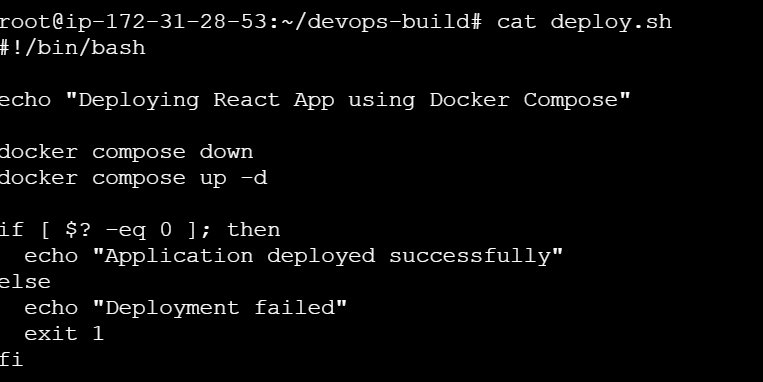 root@ip-172-31-28-53:~/devops-build# cat deploy.sh
#!/bin/bash
echo "Deploying React App using Docker Compose"
docker compose down
docker compose up -d
if [ $? -eq 0 ]; then
  echo "Application deployed successfully"
else
  echo "Deployment failed"
  exit 1
fi